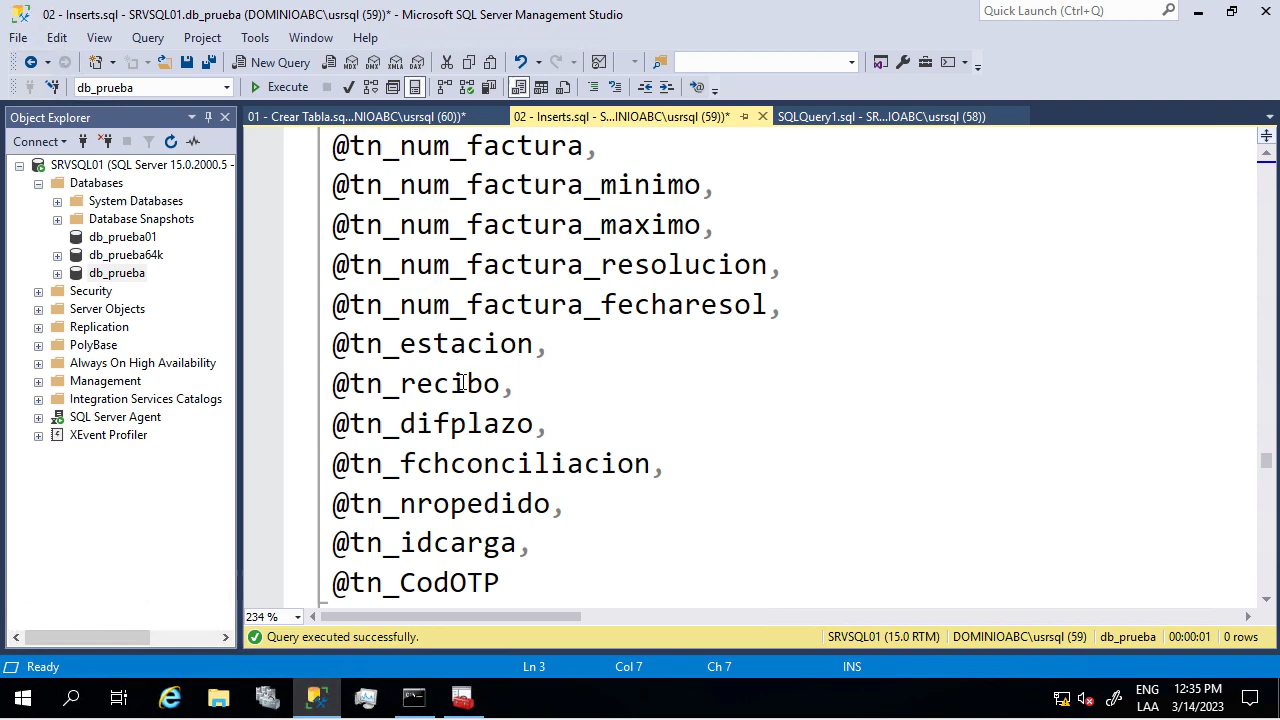 02 - Inserts.sql - SRVSQL01.db_prueba (DOMINIOABC\usrsql (59))* - Microsoft SQL Server Management Studio
Quick Launch (Ctrl+Q)
File Edit View Query Project Tools Window Help
New Query MDX DMX XMLA DAX
db_prueba Execute
Object Explorer
01 - Crear Tabla.sq...NIOABC\usrsql (60))*
02 - Inserts.sql - S...INIOABC\usrsql (59))*
SQLQuery1.sql - SR...IOABC\usrsql (58))
Connect
SRVSQL01 (SQL Server 15.0.2000.5 -
Databases
System Databases
Database Snapshots
db_prueba01
db_prueba64k
db_prueba
Security
Server Objects
Replication
PolyBase
Always On High Availability
Management
Integration Services Catalogs
SQL Server Agent
XEvent Profiler
@tn_num_factura,
@tn_num_factura_minimo,
@tn_num_factura_maximo,
@tn_num_factura_resolucion,
@tn_num_factura_fecharesol,
@tn_estacion,
@tn_recibo,
@tn_difplazo,
@tn_fchconciliacion,
@tn_nropedido,
@tn_idcarga,
@tn_CodOTP
234 %
Query executed successfully.
SRVSQL01 (15.0 RTM) DOMINIOABC\usrsql (59) db_prueba 00:00:01 0 rows
Ready Ln 3 Col 7 Ch 7 INS
ENG 12:35 PM
LAA 3/14/2023